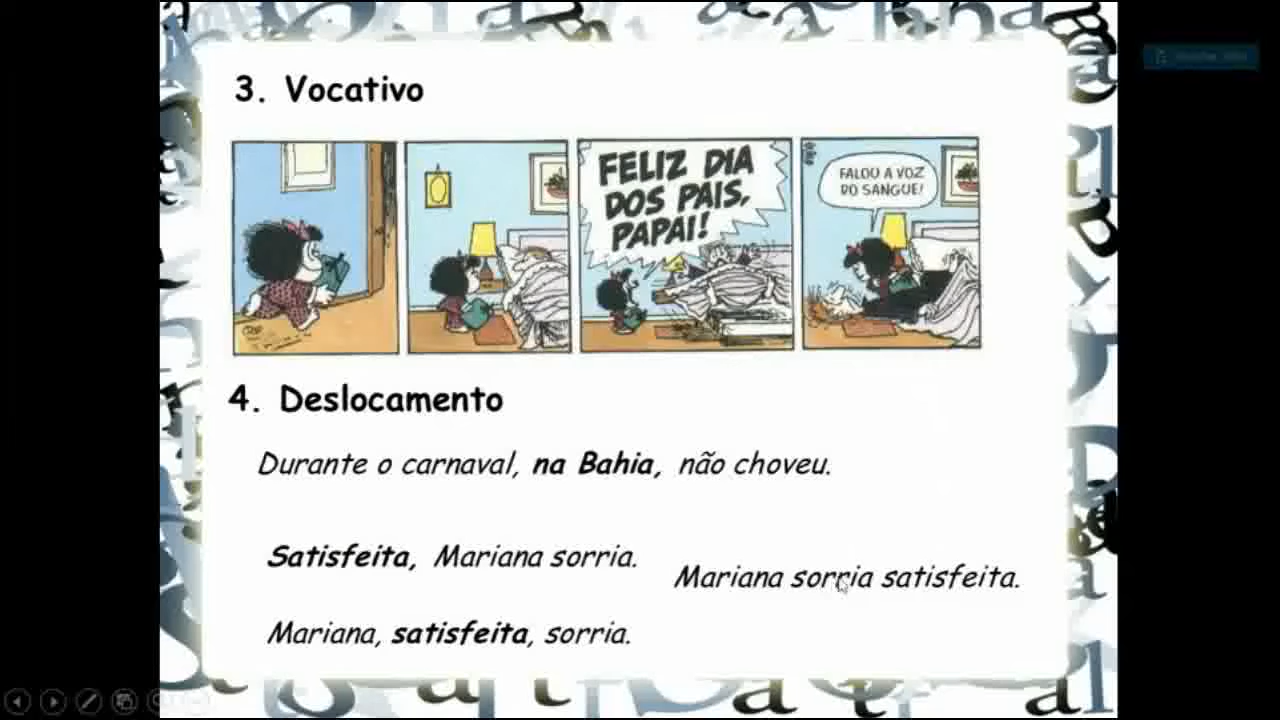 3. Vocativo
FELIZ DIA
DOS PAIS,
PAPAI!
FALOU A VOZ
DO SANGUE!
4. Deslocamento
Durante o carnaval, na Bahia, não choveu.
Satisfeita, Mariana sorria.
Mariana sorria satisfeita.
Mariana, satisfeita, sorria.